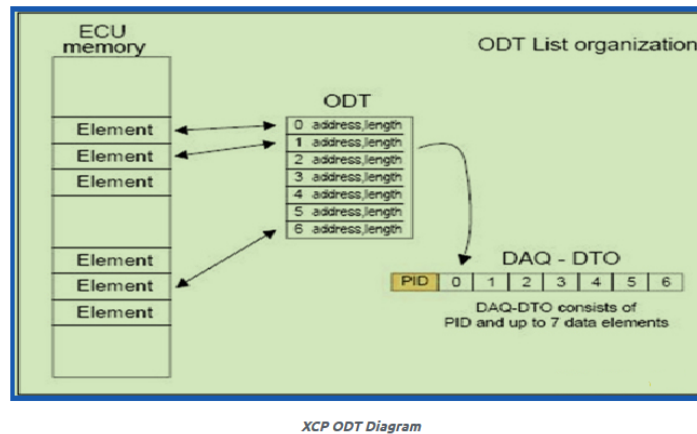 ECU
memory
ODT List organization
ODT
Element
Element
Element
Element
Element
Element
0 address,length
1 address,length
2 address,length
3 address,length
4 address,length
5 address,length
6 address,length
DAQ - DTO
PID 0 1 2 3 4 5 6
DAQ-DTO consists of
PID and up to 7 data elements
XCP ODT Diagram